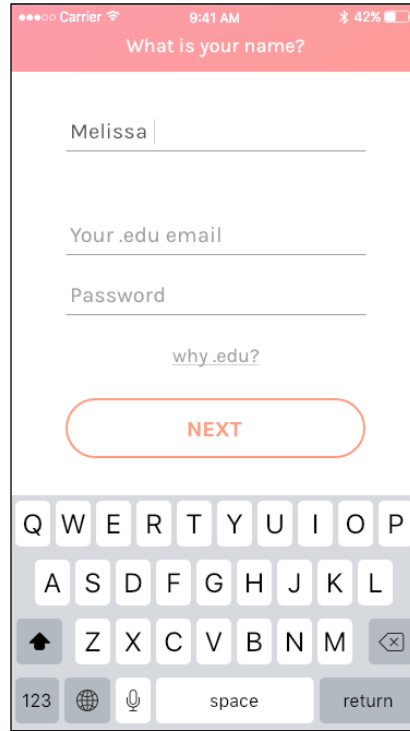 Carrier 9:41 AM 42%
What is your name?
Melissa
Your .edu email
Password
why .edu?
NEXT
Q W E R T Y U I O P
A S D F G H J K L
Z X C V B N M
123 space return